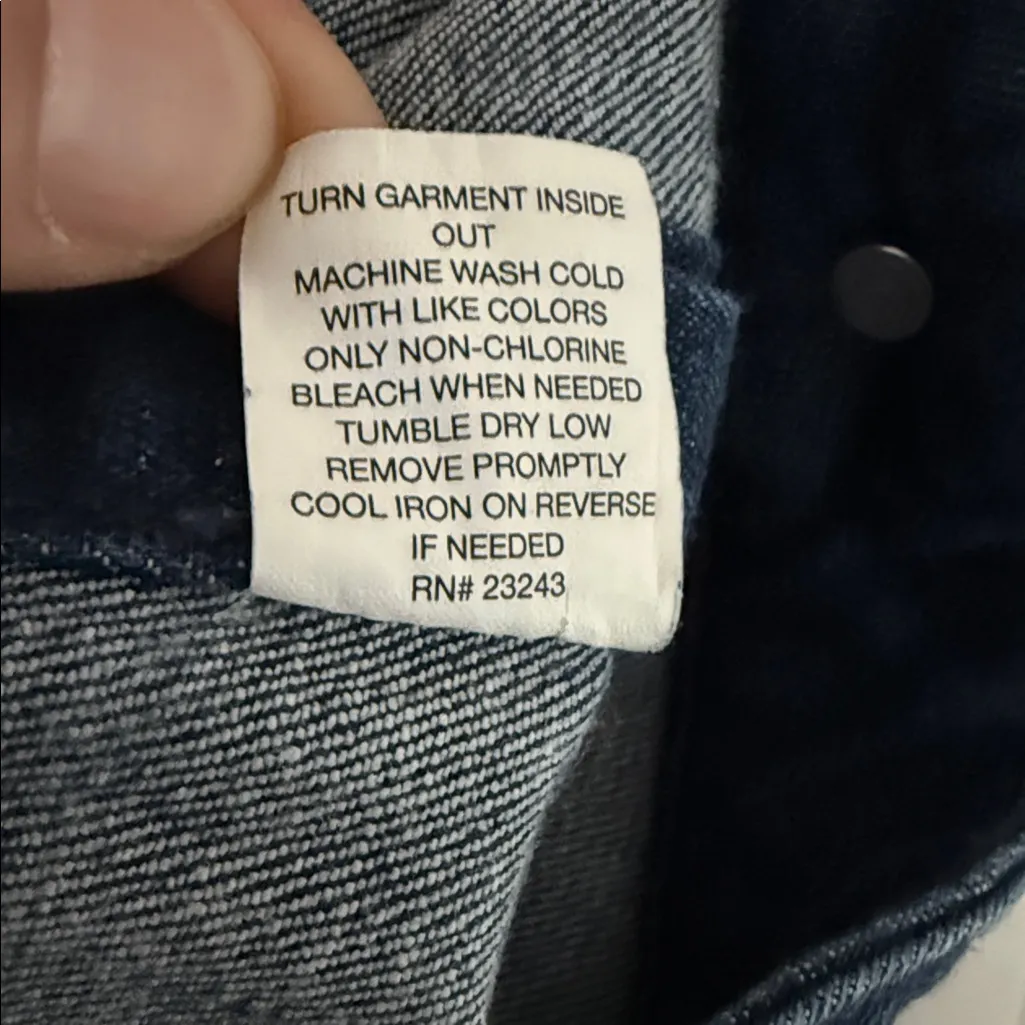 TURN GARMENT INSIDE
OUT
MACHINE WASH COLD
WITH LIKE COLORS
ONLY NON-CHLORINE
BLEACH WHEN NEEDED
TUMBLE DRY LOW
REMOVE PROMPTLY
COOL IRON ON REVERSE
IF NEEDED
RN# 23243